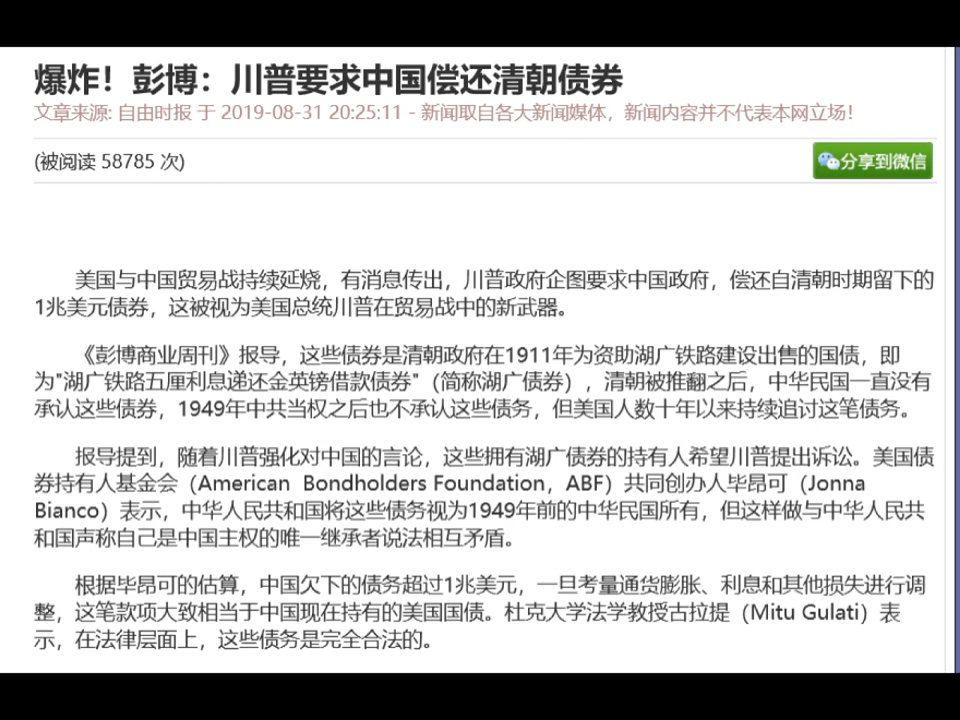 爆炸！彭博：川普要求中国偿还清朝债券
文章来源: 自由时报 于 2019-08-31 20:25:11 - 新闻取自各大新闻媒体，新闻内容并不代表本网立场！
(被阅读 58785 次)
分享到微信
美国与中国贸易战持续延烧，有消息传出，川普政府企图要求中国政府，偿还自清朝时期留下的
1兆美元债券，这被视为美国总统川普在贸易战中的新武器。
《彭博商业周刊》报导，这些债券是清朝政府在1911年为资助湖广铁路建设出售的国债，即
为"湖广铁路五厘利息递还金英镑借款债券"（简称湖广债券），清朝被推翻之后，中华民国一直没有
承认这些债券，1949年中共当权之后也不承认这些债务，但美国人数十年以来持续追讨这笔债务。
报导提到，随着川普强化对中国的言论，这些拥有湖广债券的持有人希望川普提出诉讼。美国债
券持有人基金会（American Bondholders Foundation，ABF）共同创办人毕昂可（Jonna
Bianco）表示，中华人民共和国将这些债务视为1949年前的中华民国所有，但这样做与中华人民共
和国声称自己是中国主权的唯一继承者说法相互矛盾。
根据毕昂可的估算，中国欠下的债务超过1兆美元，一旦考量通货膨胀、利息和其他损失进行调
整，这笔款项大致相当于中国现在持有的美国国债。杜克大学法学教授古拉提（Mitu Gulati）表
示，在法律层面上，这些债务是完全合法的。